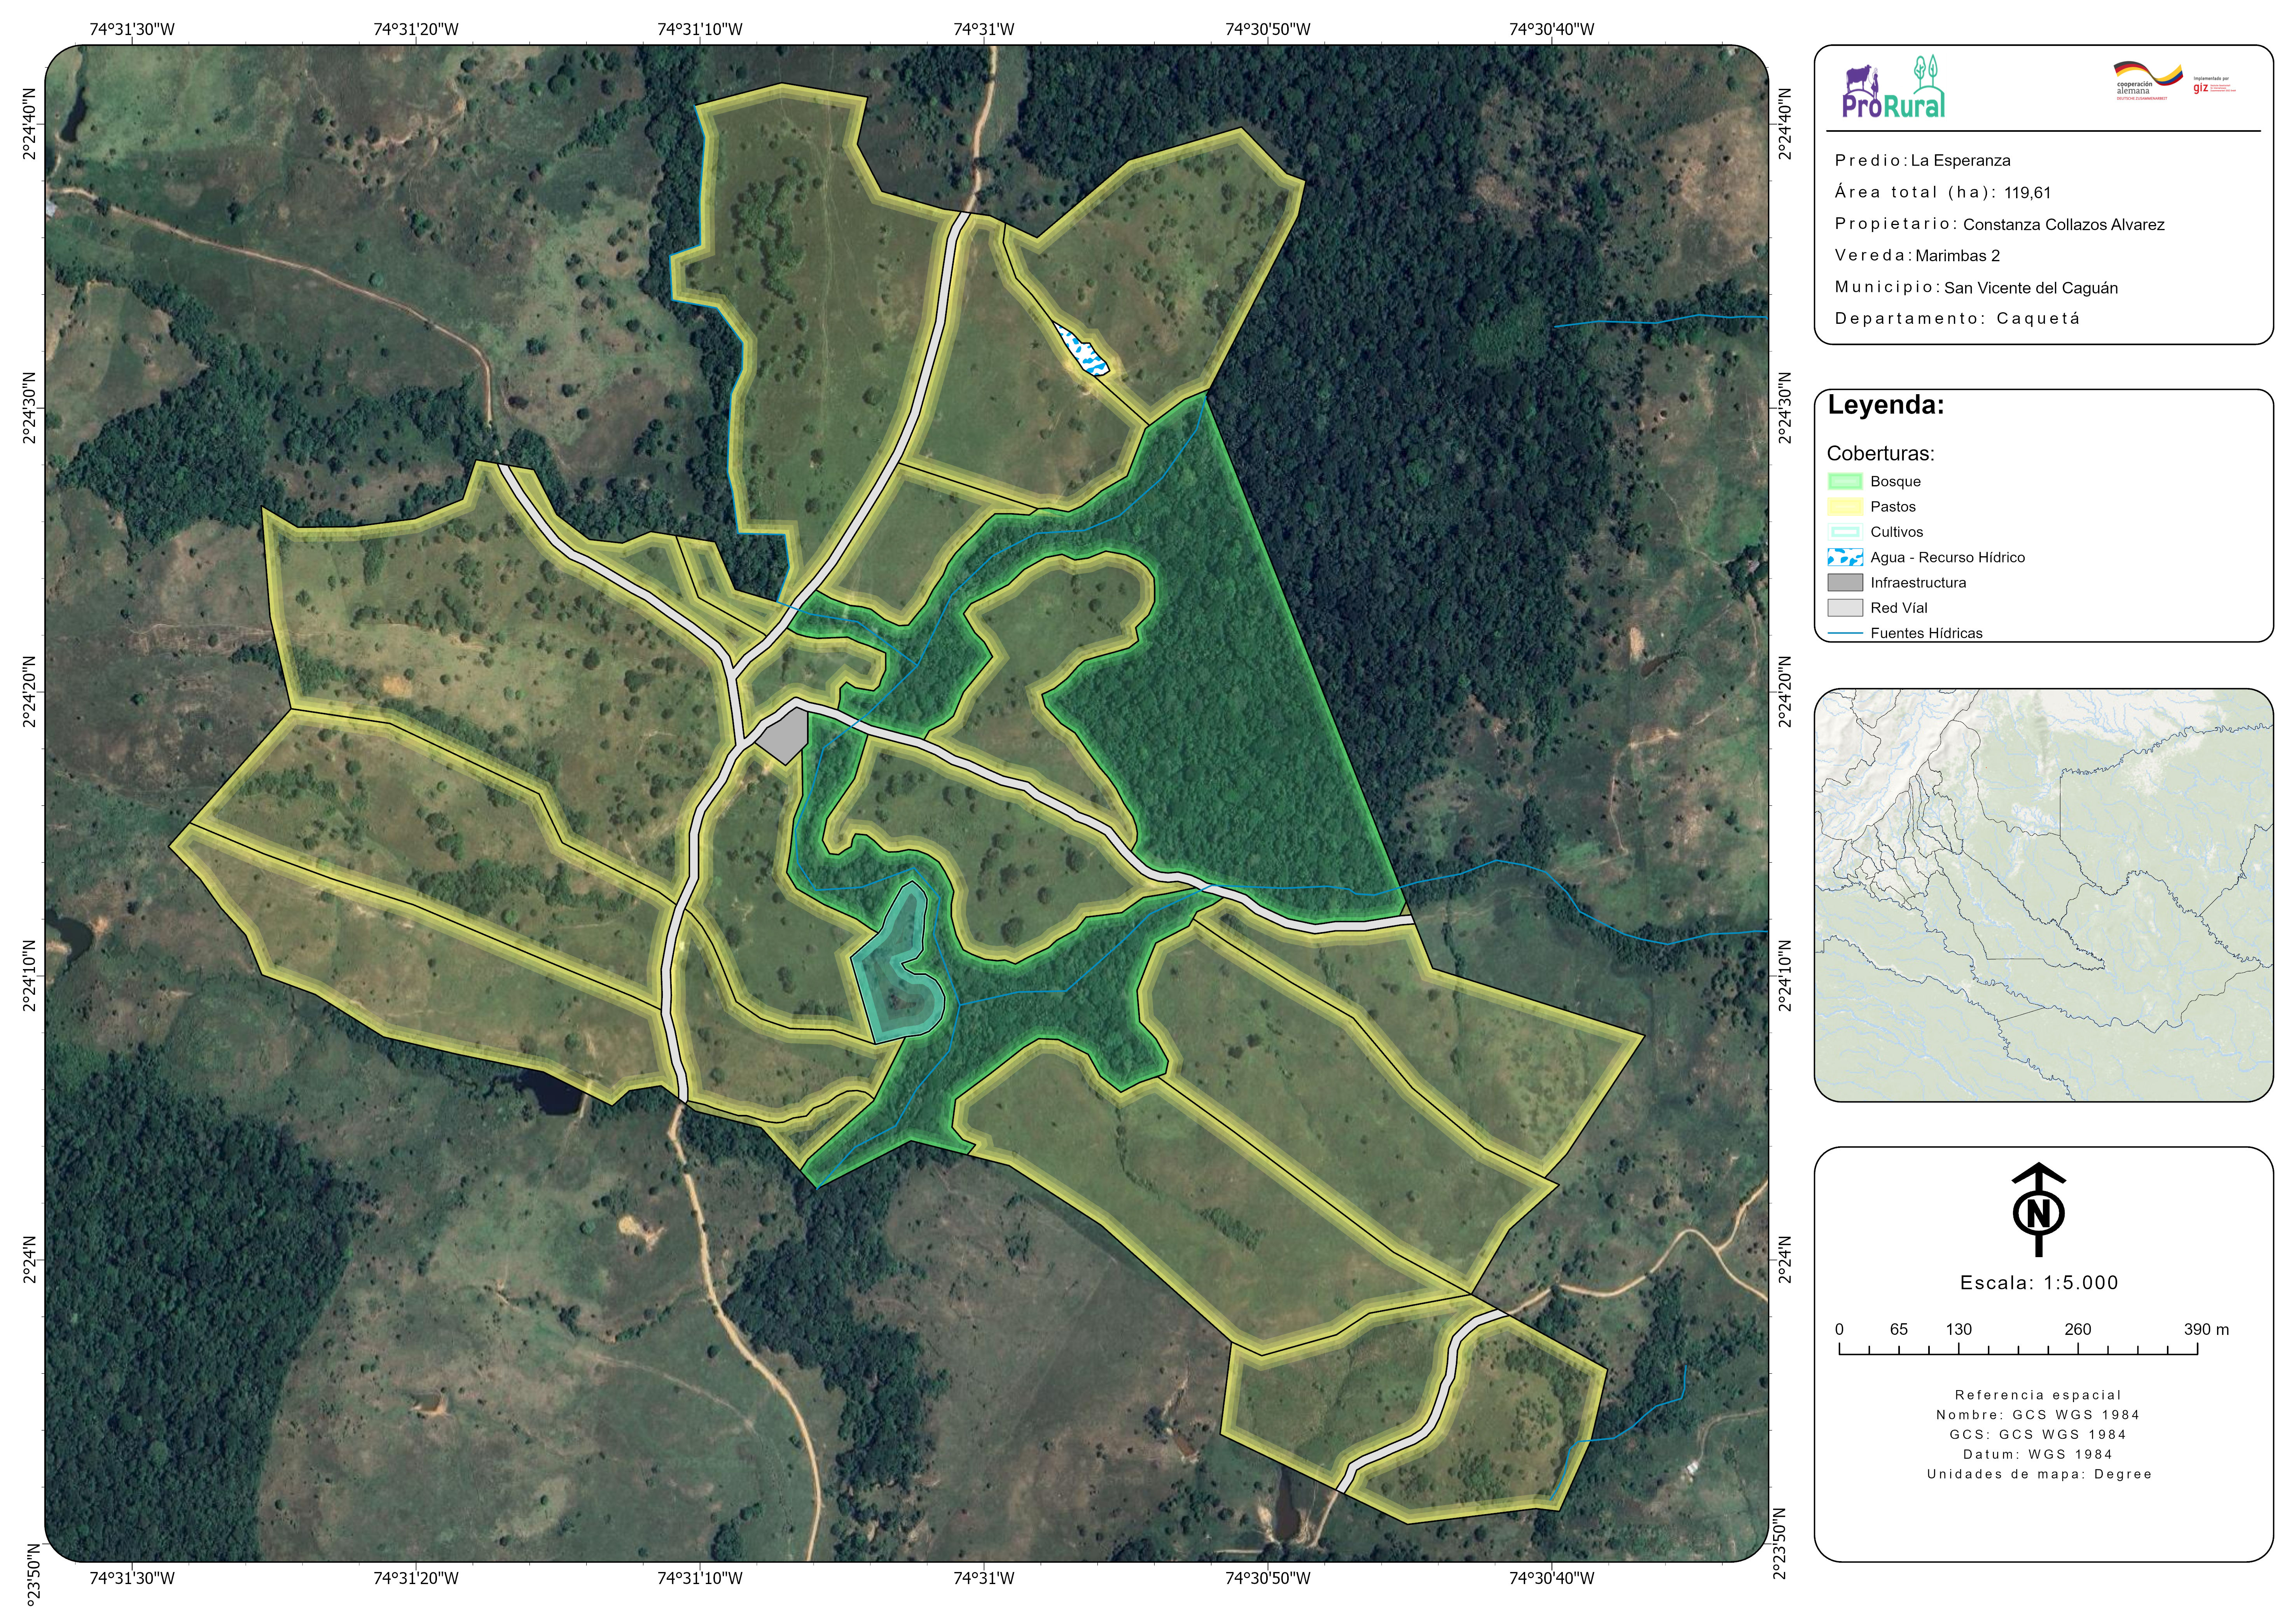 74°31'30"W 74°31'20"W 74°31'10"W 74°31'W 74°30'50"W 74°30'40"W
2°24'40"N 2°24'40"N
2°24'30"N 2°24'30"N
2°24'20"N 2°24'20"N
2°24'10"N 2°24'10"N
2°24'N 2°24'N
°23'50"N 2°23'50"N
74°31'30"W 74°31'20"W 74°31'10"W 74°31'W 74°30'50"W 74°30'40"W
ProRural
cooperación
alemana
DEUTSCHE ZUSAMMENARBEIT
Implementada por
giz
Predio: La Esperanza
Área total (ha): 119,61
Propietario: Constanza Collazos Alvarez
Vereda: Marimbas 2
Municipio: San Vicente del Caguán
Departamento: Caquetá
Leyenda:
Coberturas:
Bosque
Pastos
Cultivos
Agua - Recurso Hídrico
Infraestructura
Red Víal
Fuentes Hídricas
N
Escala: 1:5.000
0 65 130 260 390 m
Referencia espacial
Nombre: GCS WGS 1984
GCS: GCS WGS 1984
Datum: WGS 1984
Unidades de mapa: Degree